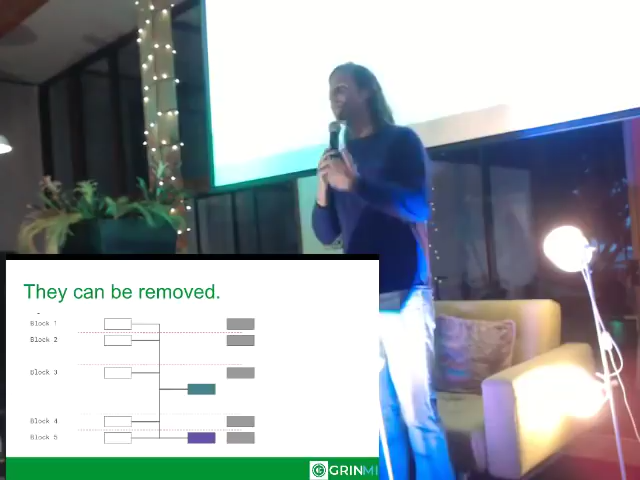 They can be removed.
Block 1
Block 2
Block 3
Block 4
Block 5
GRINMI